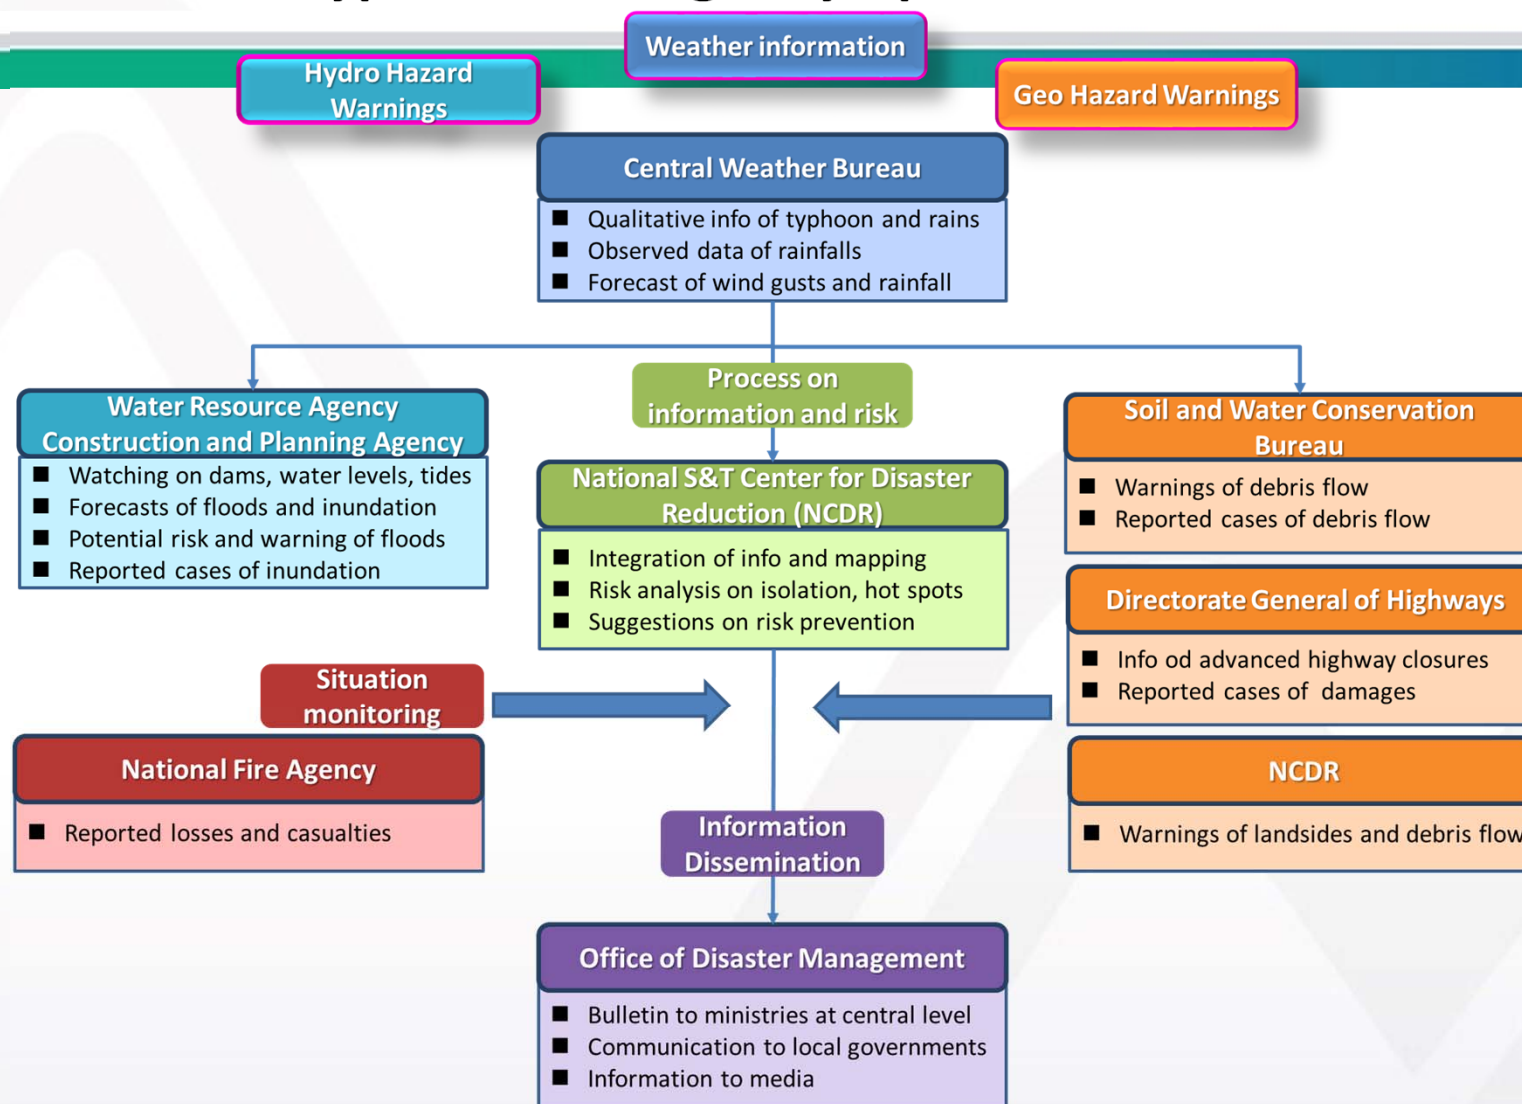 Weather information
Hydro Hazard
Warnings
Geo Hazard Warnings
Central Weather Bureau
■ Qualitative info of typhoon and rains
■ Observed data of rainfalls
■ Forecast of wind gusts and rainfall
Water Resource Agency
Construction and Planning Agency
■ Watching on dams, water levels, tides
■ Forecasts of floods and inundation
■ Potential risk and warning of floods
■ Reported cases of inundation
Process on
information and risk
National S&T Center for Disaster
Reduction (NCDR)
■ Integration of info and mapping
■ Risk analysis on isolation, hot spots
■ Suggestions on risk prevention
Soil and Water Conservation
Bureau
■ Warnings of debris flow
■ Reported cases of debris flow
Directorate General of Highways
■ Info od advanced highway closures
■ Reported cases of damages
NCDR
■ Warnings of landsides and debris flow
Situation
monitoring
National Fire Agency
■ Reported losses and casualties
Information
Dissemination
Office of Disaster Management
■ Bulletin to ministries at central level
■ Communication to local governments
■ Information to media